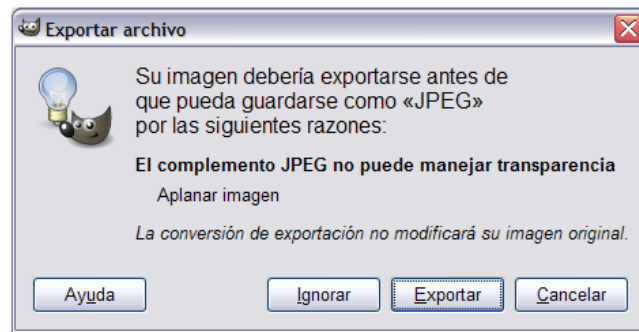 Exportar archivo
Su imagen debería exportarse antes de
que pueda guardarse como «JPEG»
por las siguientes razones:
El complemento JPEG no puede manejar transparencia
Aplanar imagen
La conversión de exportación no modificará su imagen original.
Ayuda
Ignorar
Exportar
Cancelar